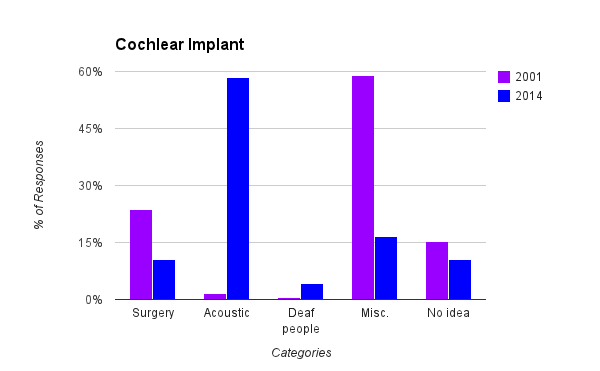 Cochlear Implant
60%
45%
30%
15%
0%
% of Responses
Surgery
Acoustic
Deaf
people
Misc.
No idea
Categories
2001
2014